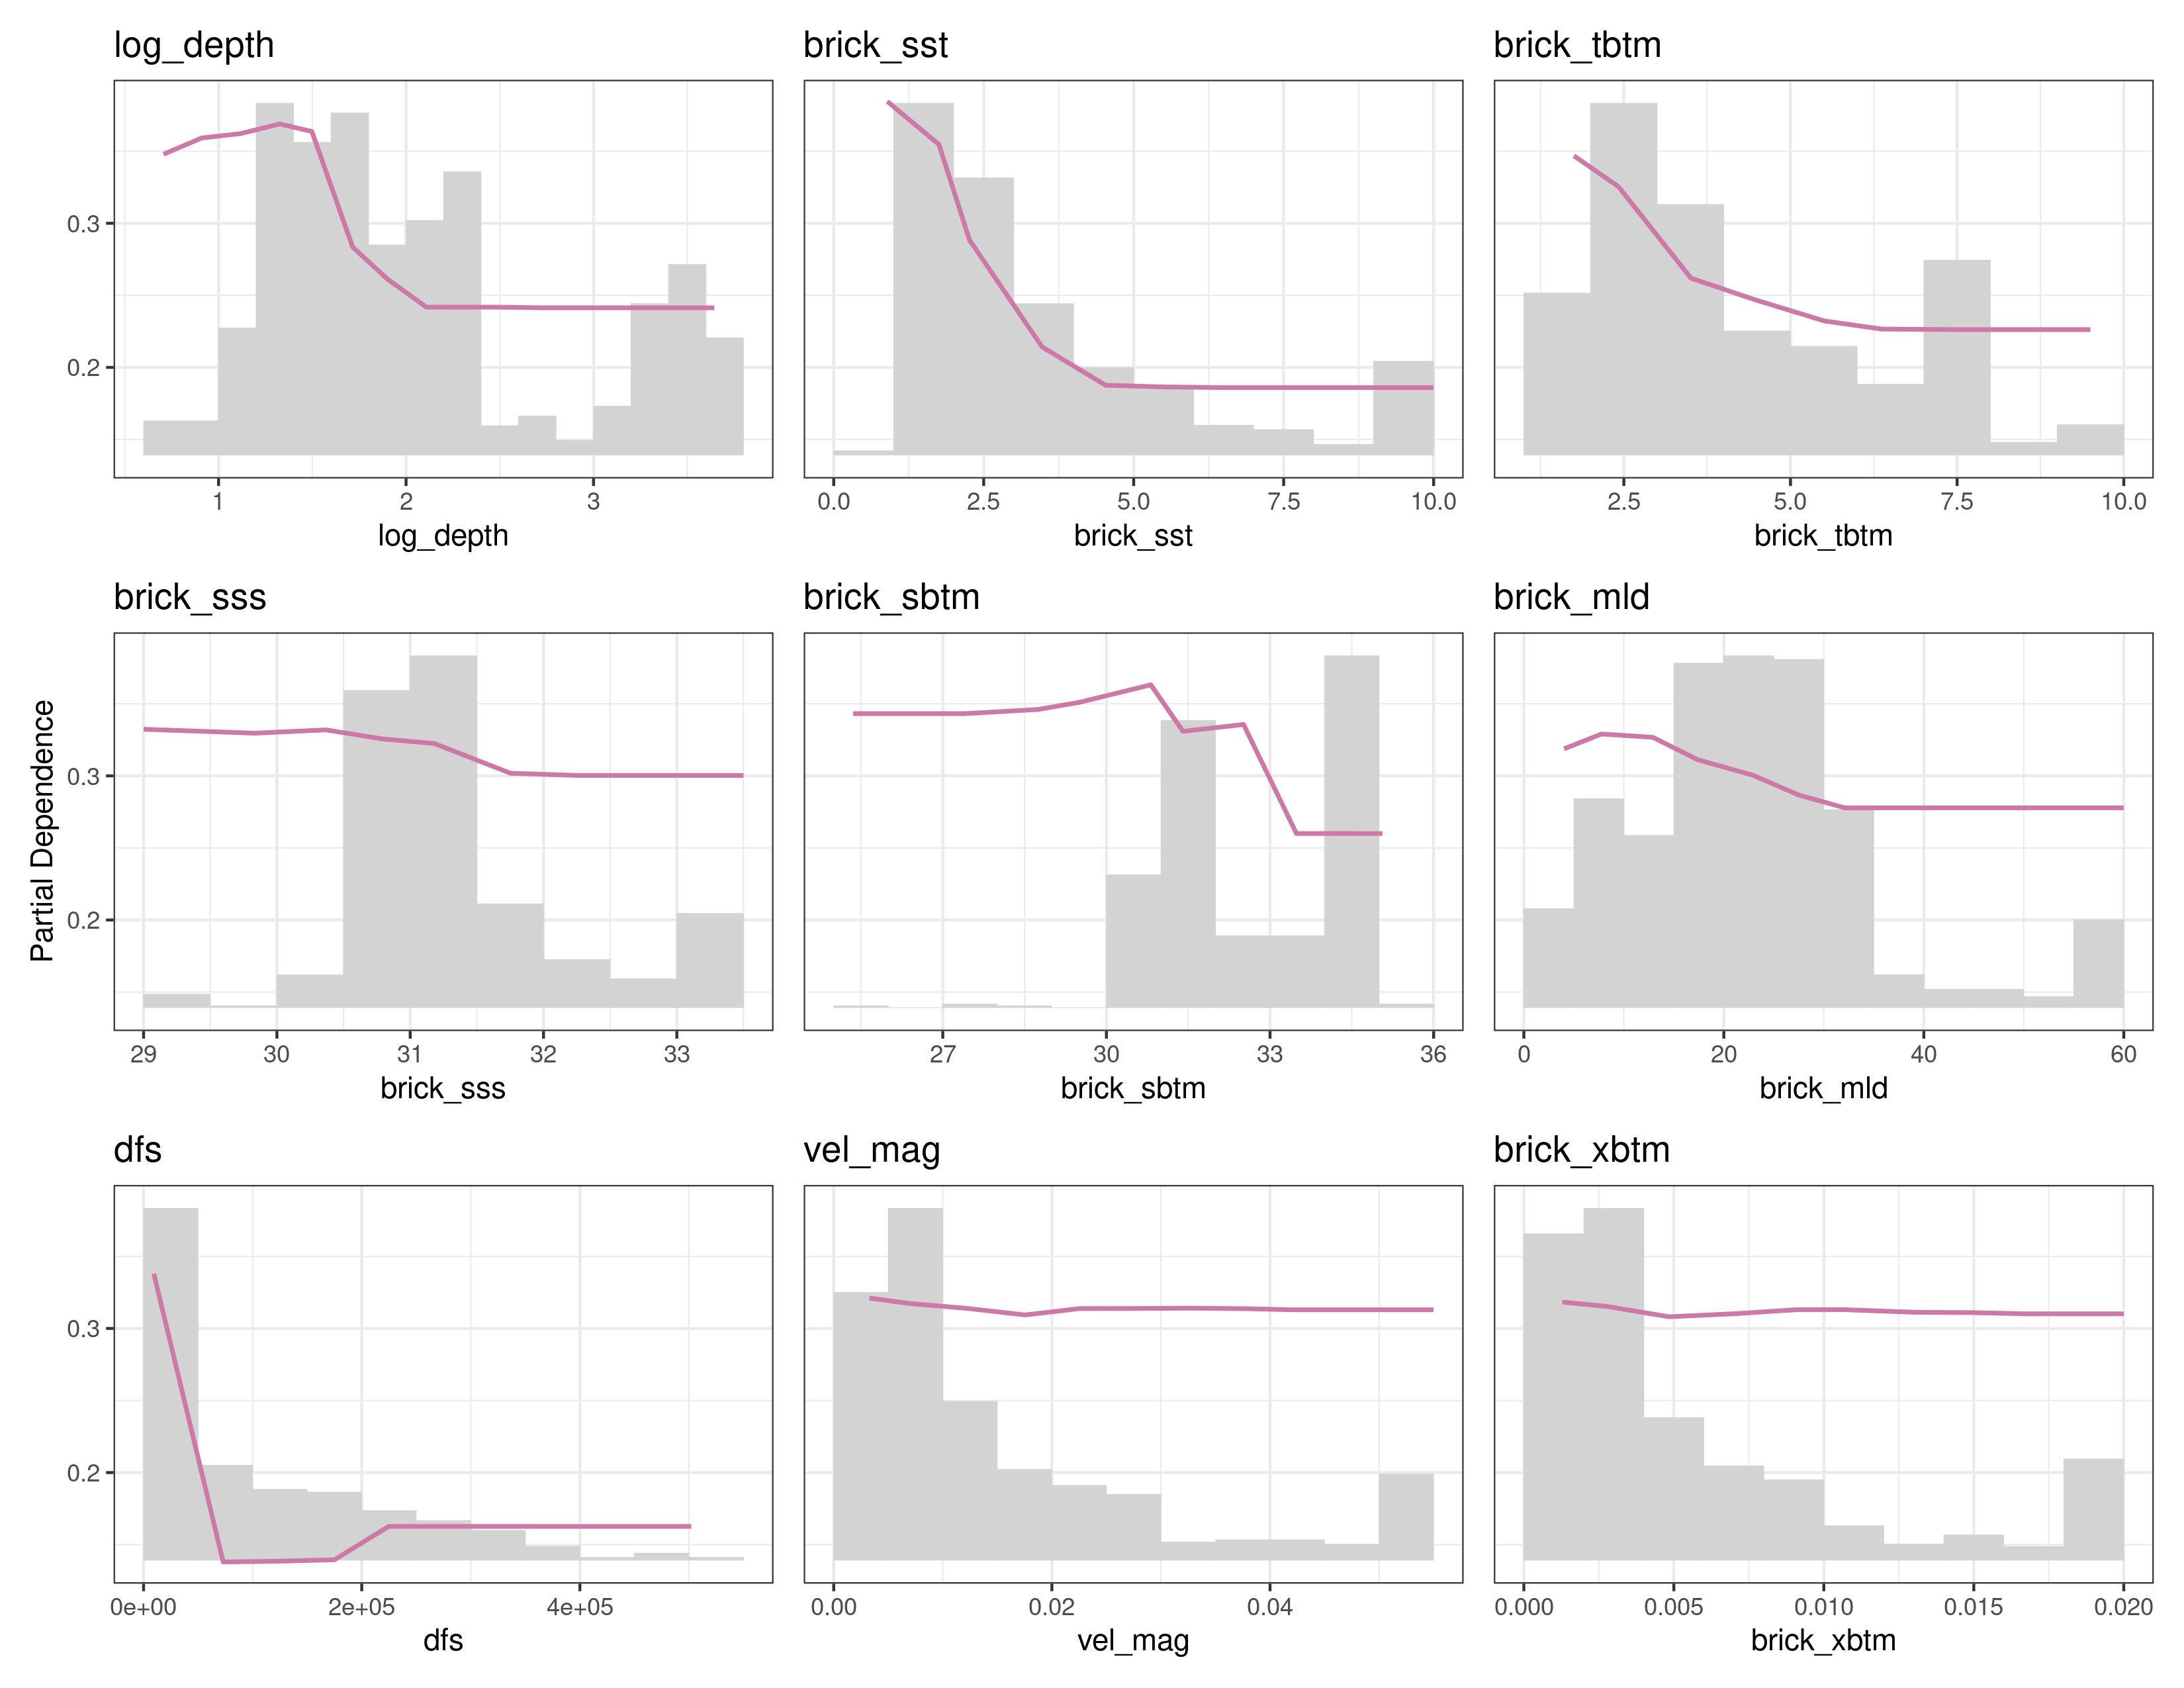 log_depth
brick_sst
brick_tbtm
0.3
0.2
1 2 3
0.0 2.5 5.0 7.5 10.0
2.5 5.0 7.5 10.0
log_depth
brick_sst
brick_tbtm
brick_sss
brick_sbtm
brick_mld
Partial Dependence
0.3
0.2
29 30 31 32 33
27 30 33 36
0 20 40 60
brick_sss
brick_sbtm
brick_mld
dfs
vel_mag
brick_xbtm
0.3
0.2
0e+00 2e+05 4e+05
0.00 0.02 0.04
0.000 0.005 0.010 0.015 0.020
dfs
vel_mag
brick_xbtm